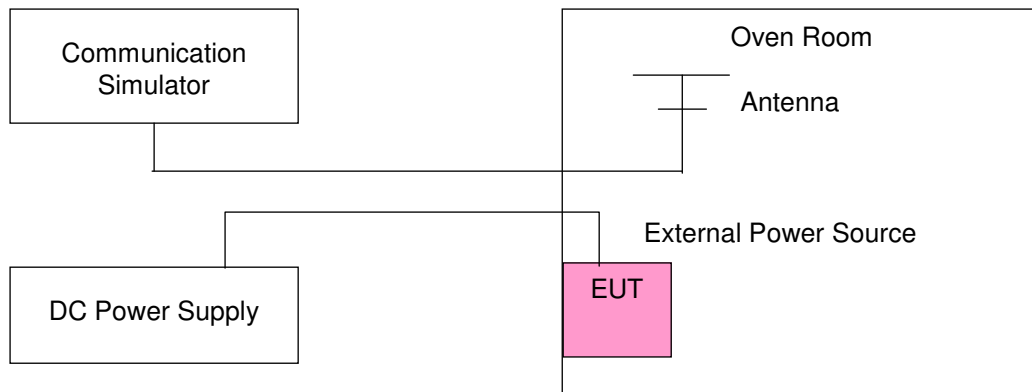 Communication
Simulator
Oven Room
Antenna
External Power Source
DC Power Supply
EUT